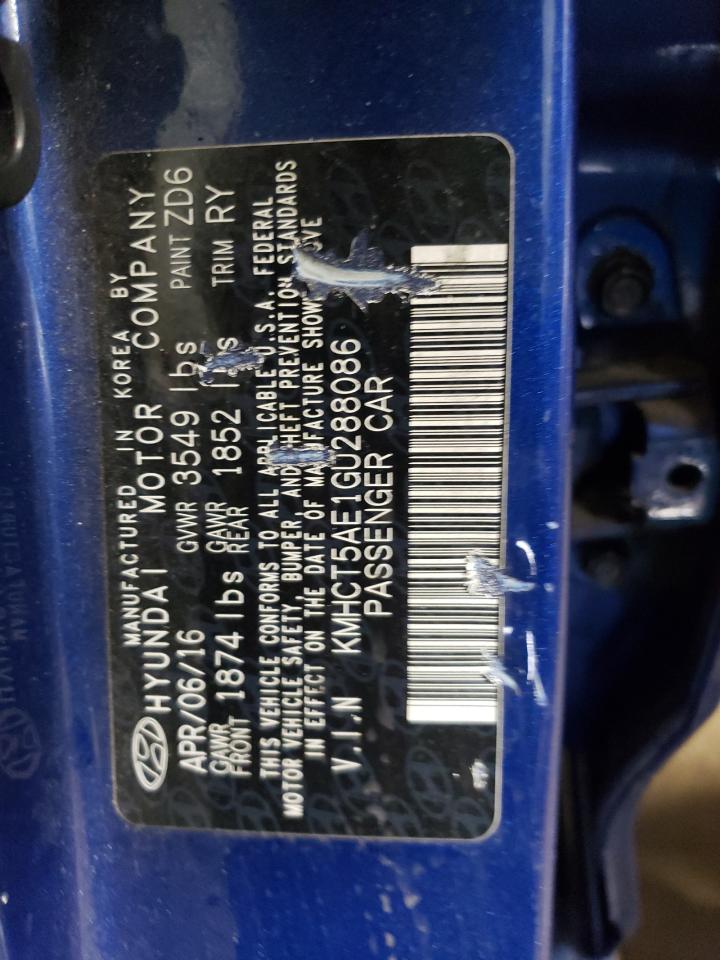 MANUFACTURED IN KOREA BY
HYUNDAI MOTOR COMPANY
APR/06/16 GVWR 3549 lbs PAINT ZD6
GAWR FRONT 1874 lbs GAWR REAR 1852 lbs TRIM RY
THIS VEHICLE CONFORMS TO ALL APPLICABLE U.S.A. FEDERAL
MOTOR VEHICLE SAFETY, BUMPER, AND THEFT PREVENTION STANDARDS
IN EFFECT ON THE DATE OF MANUFACTURE SHOWN
V.I.N KMHCT5AE1GU288086
PASSENGER CAR